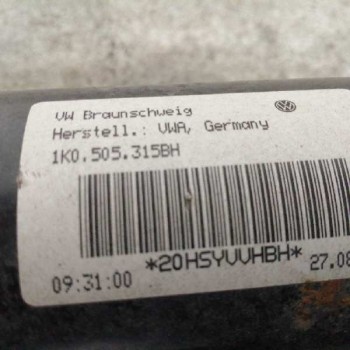 VW Braunschweig
Herstell.: VWA, Germany
1K0.505.315BH
*20HSYVVHBH*
09:31:00 27.08